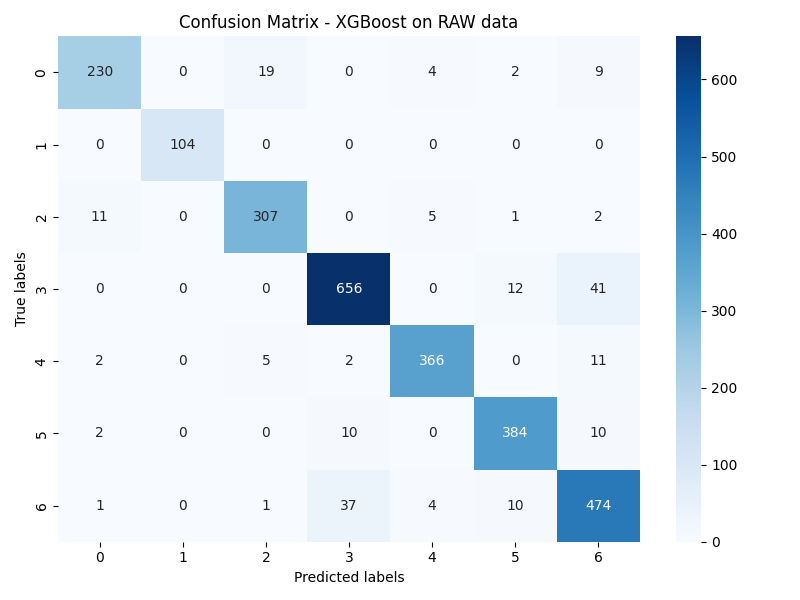 Confusion Matrix - XGBoost on RAW data
0 230 0 19 0 4 2 9
1 0 104 0 0 0 0 0
2 11 0 307 0 5 1 2
3 0 0 0 656 0 12 41
4 2 0 5 2 366 0 11
5 2 0 0 10 0 384 10
6 1 0 1 37 4 10 474
0 1 2 3 4 5 6
True labels
Predicted labels
600
500
400
300
200
100
0